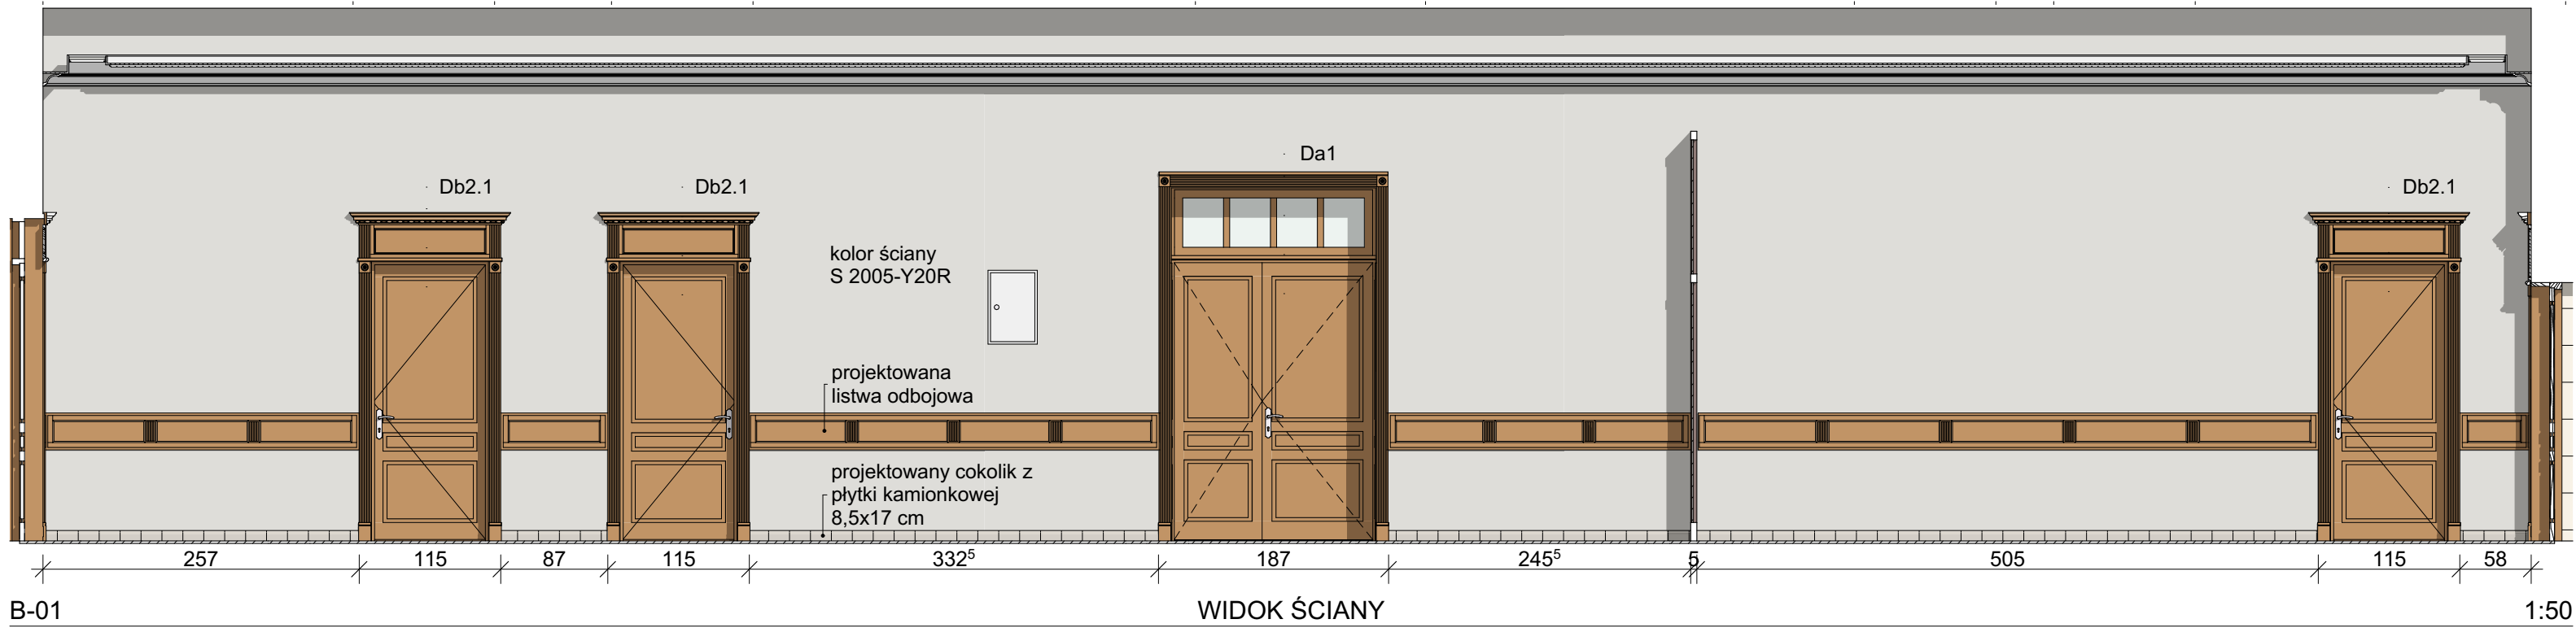 Da1
Db2.1
Db2.1
Db2.1
kolor ściany
S 2005-Y20R
projektowana
listwa odbojowa
projektowany cokolik z
płytki kamionkowej
8,5x17 cm
257 115 87 115 332⁵ 187 245⁵ 5 505 115 58
B-01 WIDOK ŚCIANY 1:50